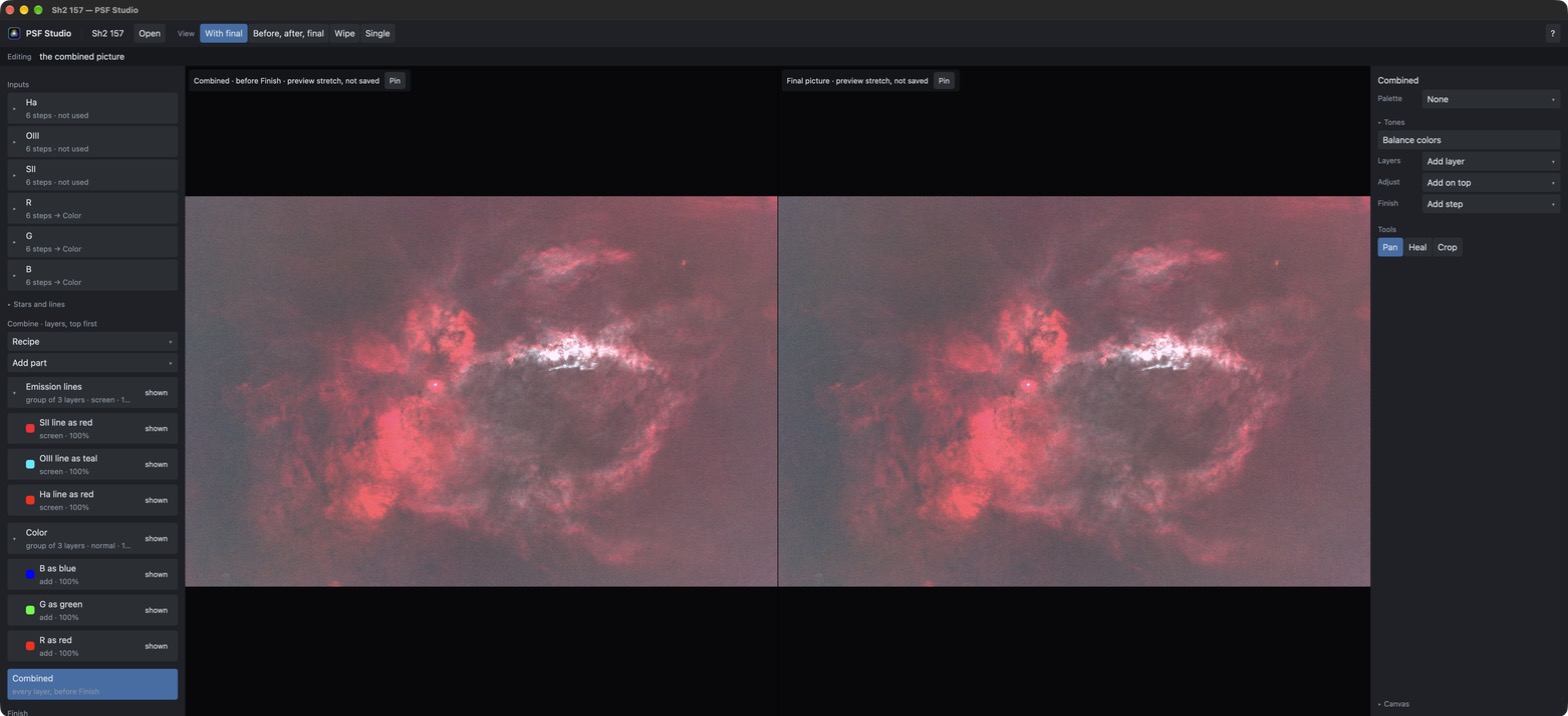 Sh2 157 — PSF Studio
PSF Studio Sh2 157 Open View With final Before, after, final Wipe Single ?
Editing the combined picture
Inputs
Ha
6 steps · not used
OIII
6 steps · not used
SII
6 steps · not used
R
6 steps → Color
G
6 steps → Color
B
6 steps → Color
Stars and lines
Combine · layers, top first
Recipe
Add part
Emission lines
group of 3 layers · screen · 1...
shown
SII line as red
screen · 100%
shown
OIII line as teal
screen · 100%
shown
Ha line as red
screen · 100%
shown
Color
group of 3 layers · normal · 1...
shown
B as blue
add · 100%
shown
G as green
add · 100%
shown
R as red
add · 100%
shown
Combined
every layer, before Finish
Finish
Combined · before Finish · preview stretch, not saved Pin
Final picture · preview stretch, not saved Pin
Combined
Palette None
Tones
Balance colors
Layers Add layer
Adjust Add on top
Finish Add step
Tools
Pan Heal Crop
Canvas